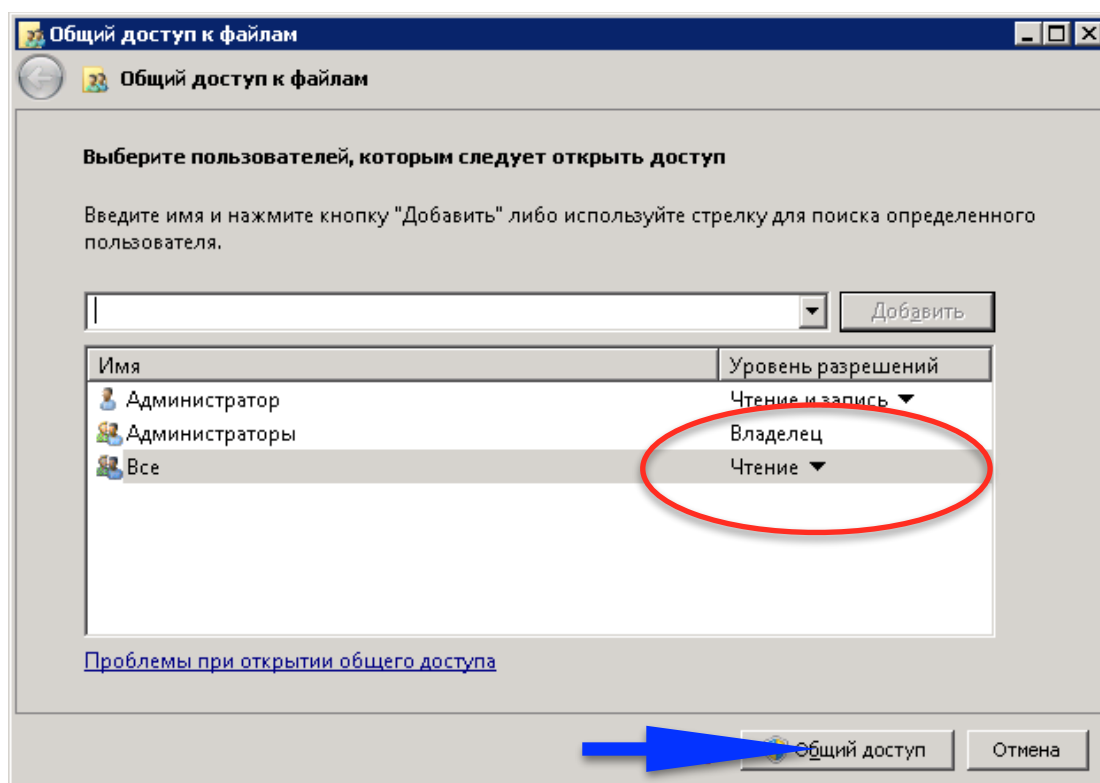 Общий доступ к файлам
Общий доступ к файлам
Выберите пользователей, которым следует открыть доступ
Введите имя и нажмите кнопку "Добавить" либо используйте стрелку для поиска определенного
пользователя.
Добавить
Имя Уровень разрешений
Администратор Чтение и запись
Администраторы Владелец
Все Чтение
Проблемы при открытии общего доступа
Общий доступ Отмена